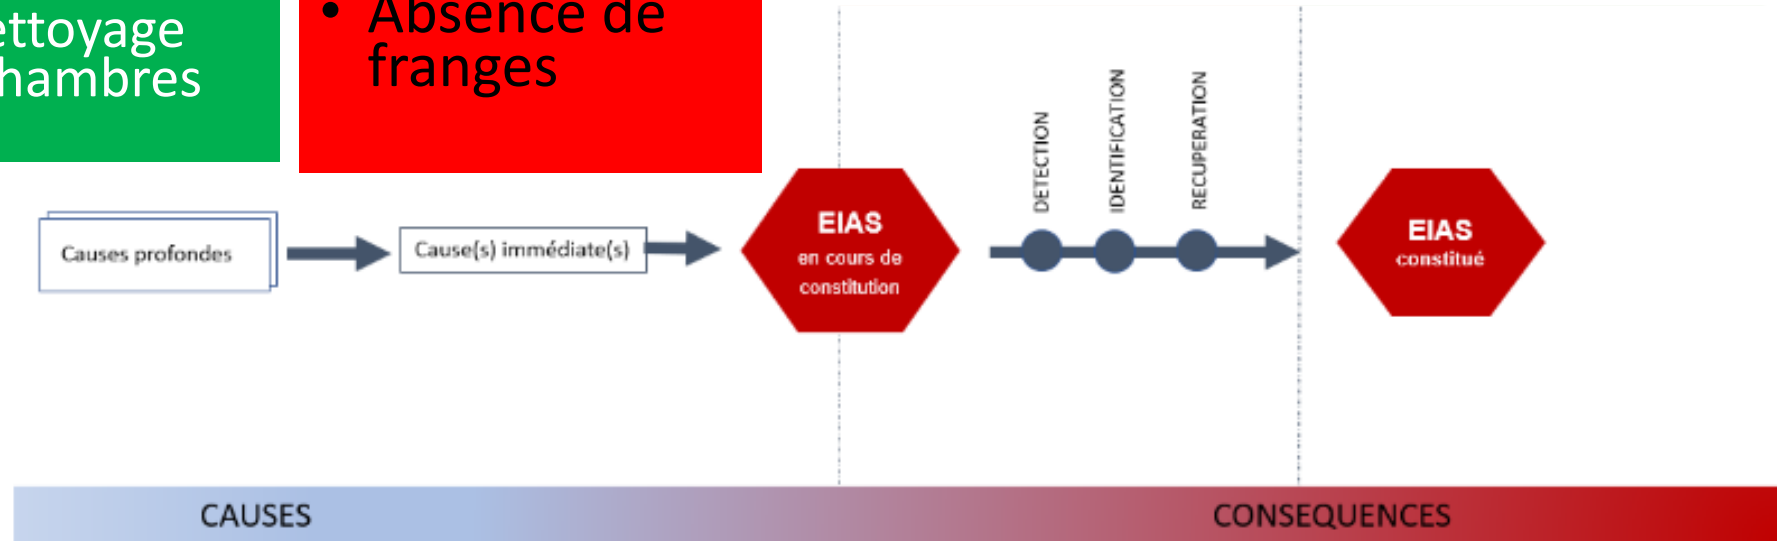 ettoyage
hambres
• Absence de
franges
DETECTION
IDENTIFICATION
RECUPERATION
Causes profondes
Cause(s) immédiate(s)
EIAS
en cours de
constitution
EIAS
constitué
CAUSES
CONSEQUENCES